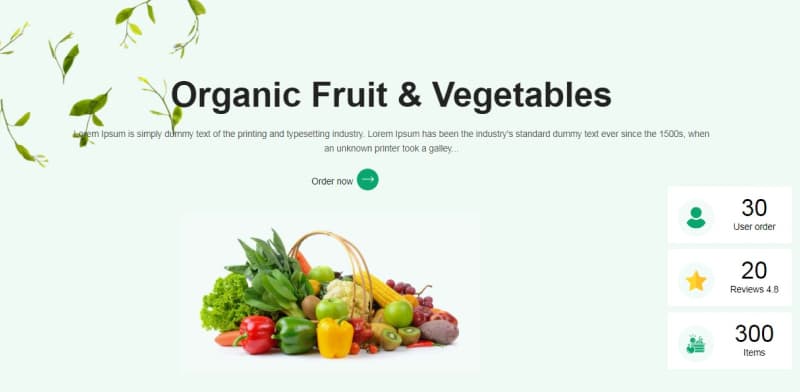 Organic Fruit & Vegetables
Lorem Ipsum is simply dummy text of the printing and typesetting industry. Lorem Ipsum has been the industry's standard dummy text ever since the 1500s, when
an unknown printer took a galley...
Order now
30
User order
20
Reviews 4.8
300
Items